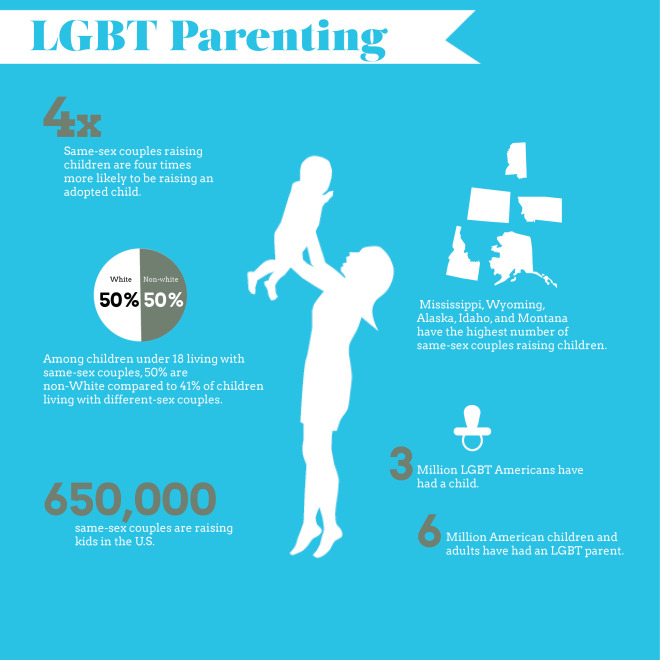 LGBT Parenting
4x
Same-sex couples raising
children are four times
more likely to be raising an
adopted child.
White Non-white
50% 50%
Among children under 18 living with
same-sex couples, 50% are
non-White compared to 41% of children
living with different-sex couples.
650,000
same-sex couples are raising
kids in the U.S.
Mississippi, Wyoming,
Alaska, Idaho, and Montana
have the highest number of
same-sex couples raising children.
3 Million LGBT Americans have
had a child.
6 Million American children and
adults have had an LGBT parent.